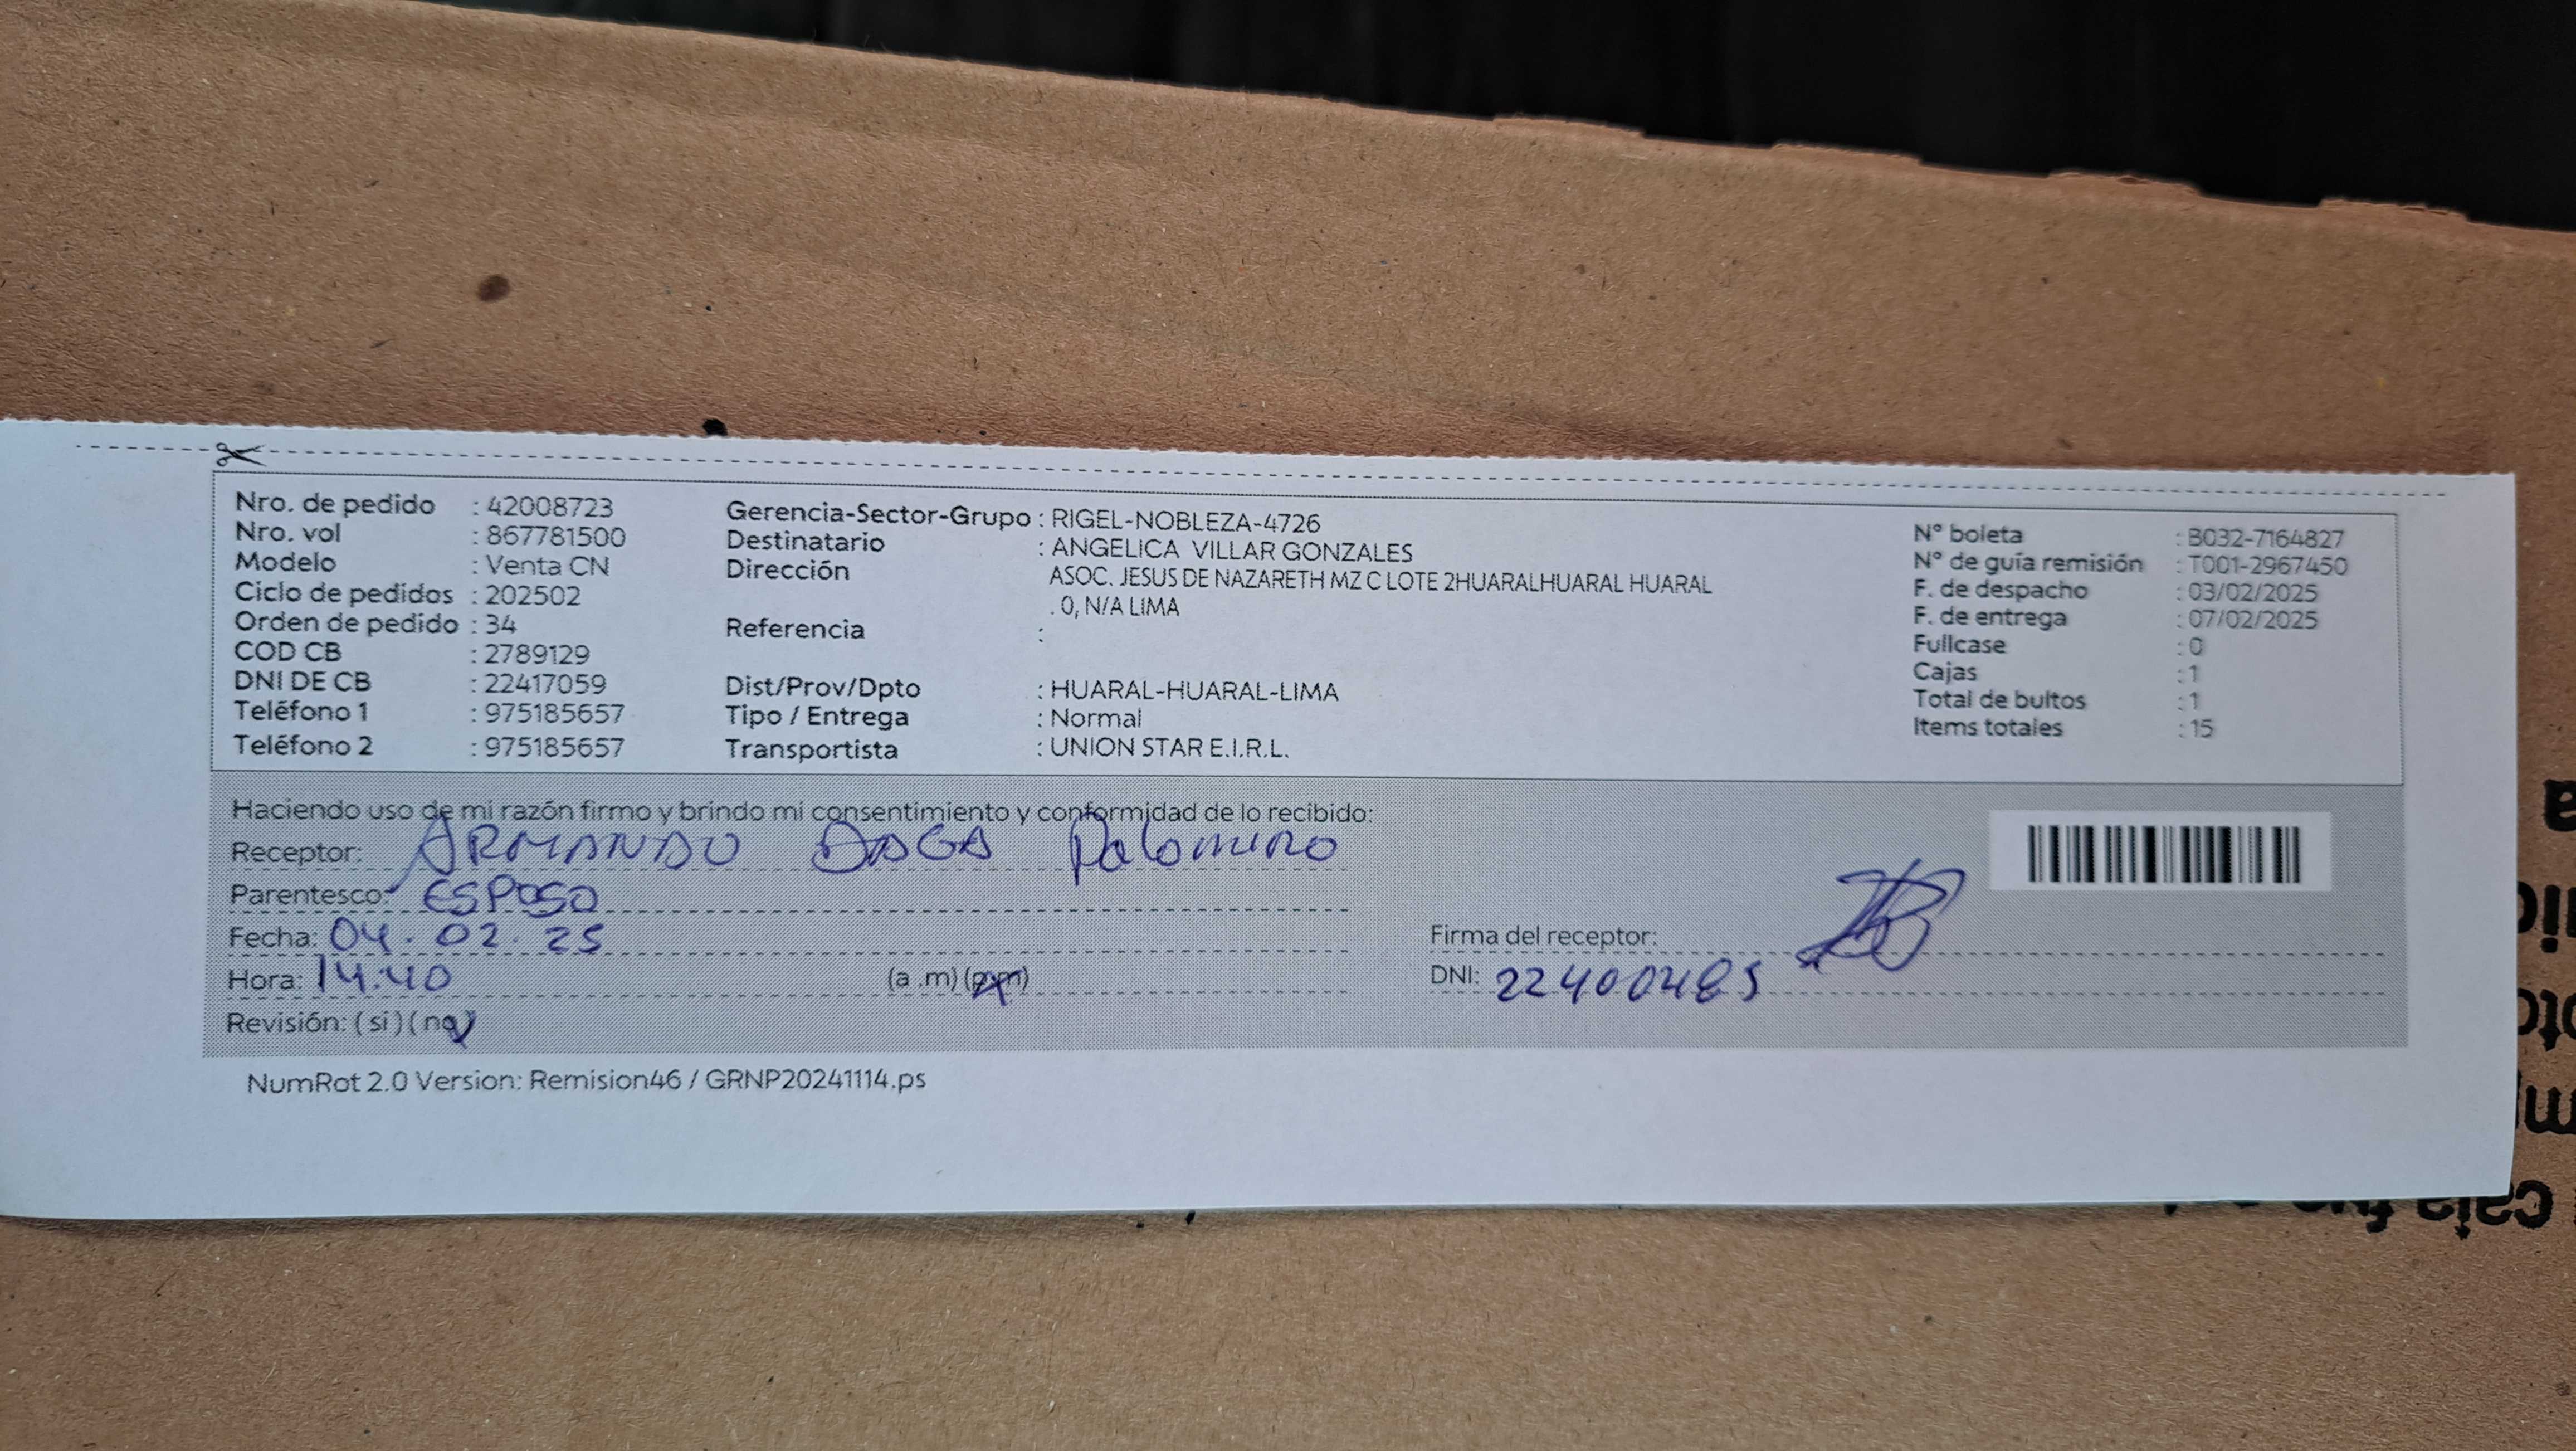 Nro. de pedido : 42008723
Nro. vol : 867781500
Modelo : Venta CN
Ciclo de pedidos : 202502
Orden de pedido : 34
COD CB : 2789129
DNI DE CB : 22417059
Teléfono 1 : 975185657
Teléfono 2 : 975185657
Gerencia-Sector-Grupo : RIGEL-NOBLEZA-4726
Destinatario : ANGELICA VILLAR GONZALES
Dirección ASOC. JESUS DE NAZARETH MZ C LOTE 2HUARALHUARAL HUARAL
. 0, N/A LIMA
Referencia :
Dist/Prov/Dpto : HUARAL-HUARAL-LIMA
Tipo / Entrega : Normal
Transportista : UNION STAR E.I.R.L.
N° boleta : B032-7164827
N° de guía remisión : T001-2967450
F. de despacho : 03/02/2025
F. de entrega : 07/02/2025
Fullcase : 0
Cajas : 1
Total de bultos : 1
Items totales : 15
Haciendo uso de mi razón firmo y brindo mi consentimiento y conformidad de lo recibido:
Receptor: ARMANDO DAGA Palomino
Parentesco: ESPOSO
Fecha: 04.02.25
Hora: 14:40 (a .m) (p.m)
Revisión: (si) (no)
Firma del receptor:
DNI: 22400485
NumRot 2.0 Version: Remision46 / GRNP20241114.ps
caja